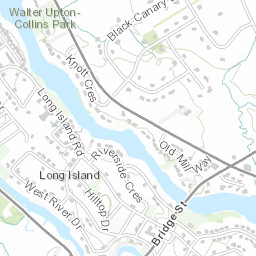 Walter Upton-
Collins Park
Black Canary
Knott Cres
Long Island Rd
Old Mill Way
Riverside Cres
Long Island
West River Dr
Hilltop Dr
Bridge St